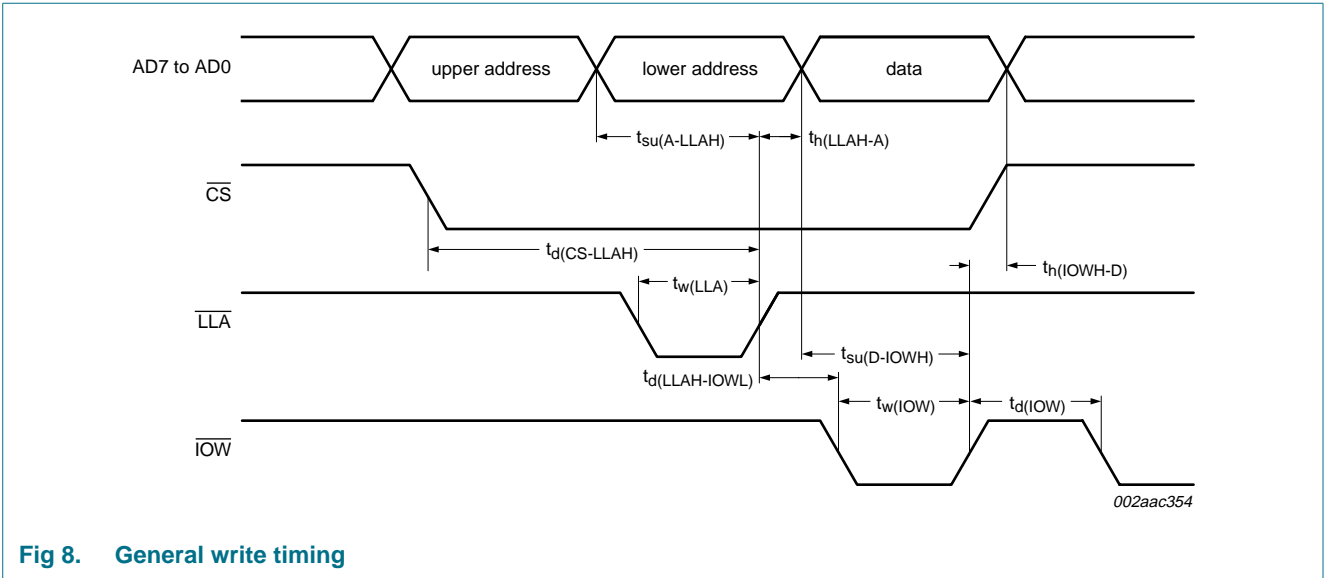 AD7 to AD0
upper address
lower address
data
tsu(A-LLAH)
th(LLAH-A)
CS
td(CS-LLAH)
th(IOWH-D)
tw(LLA)
LLA
tsu(D-IOWH)
td(LLAH-IOWL)
tw(IOW)
td(IOW)
IOW
002aac354
Fig 8. General write timing